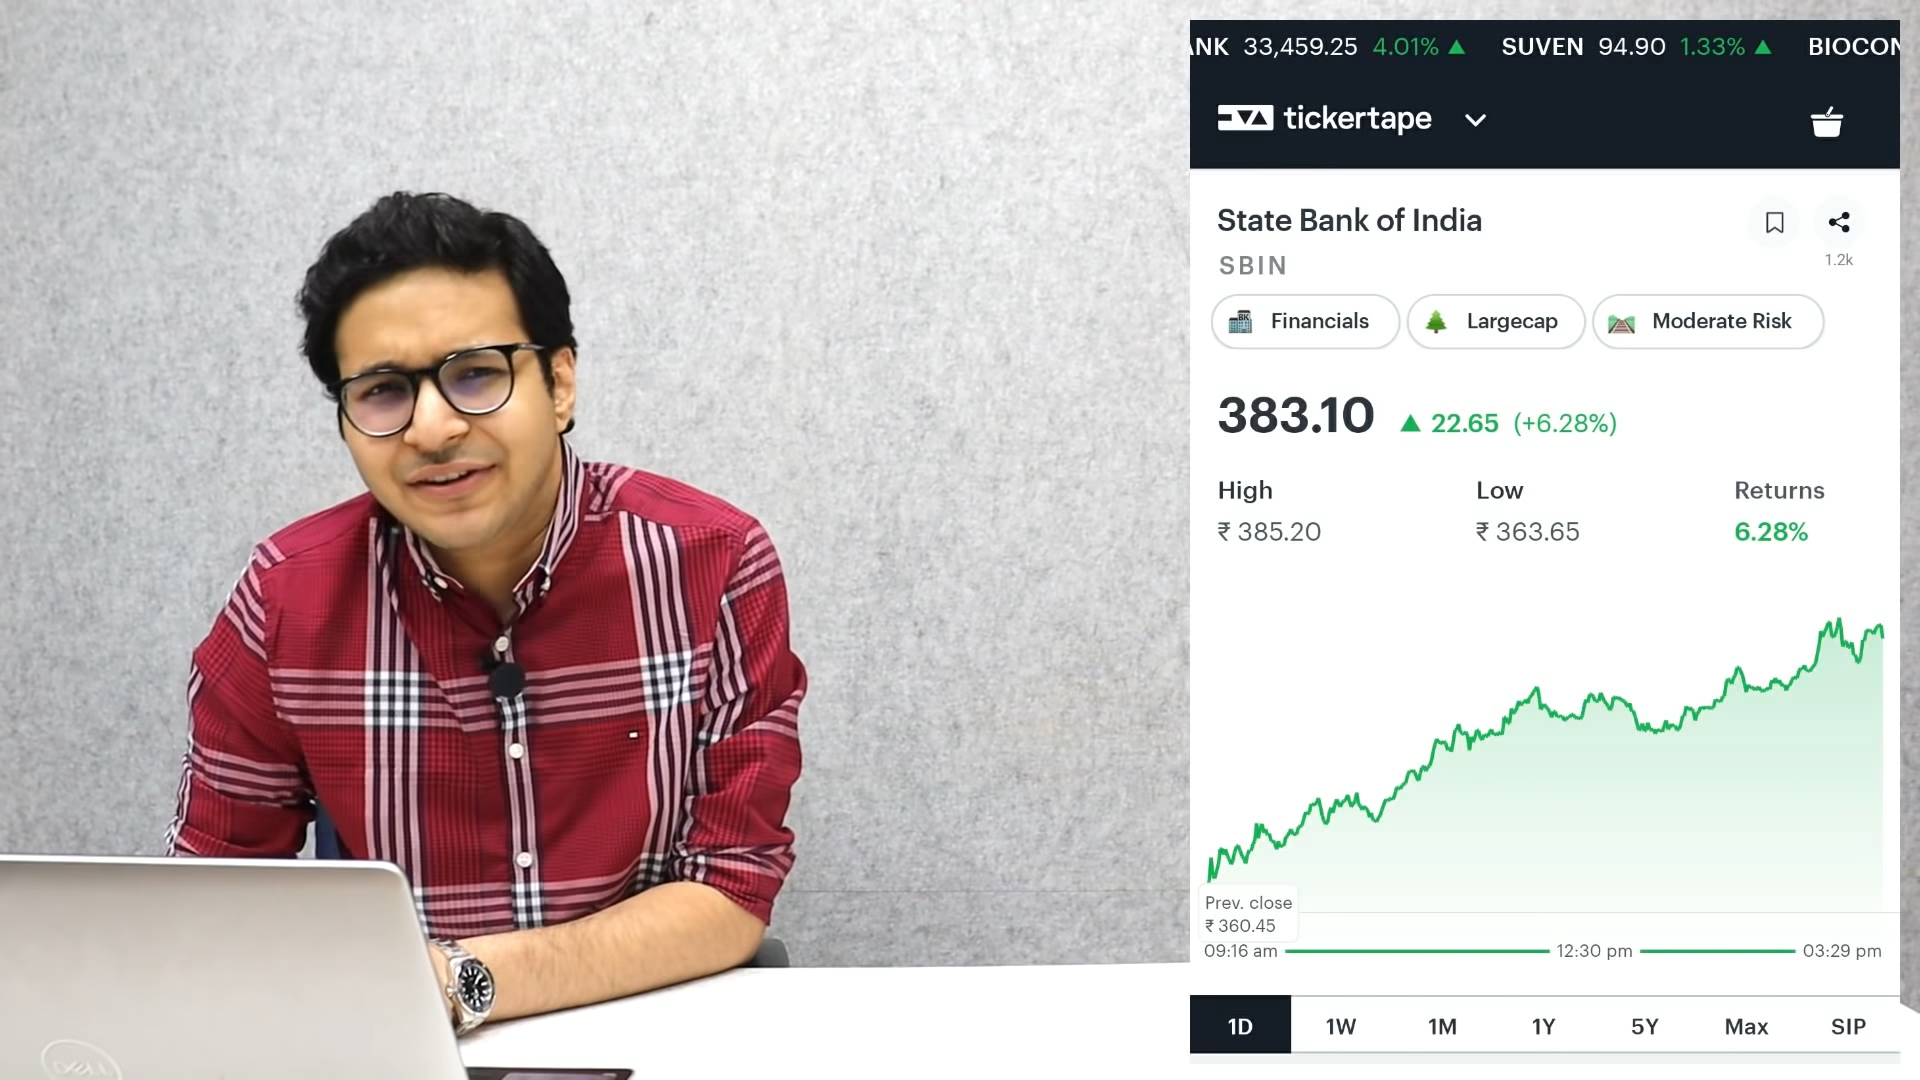 ANK 33,459.25 4.01% ▲ SUVEN 94.90 1.33% ▲ BIOCON
tickertape
State Bank of India
SBIN
1.2k
Financials Largecap Moderate Risk
383.10 ▲ 22.65 (+6.28%)
High Low Returns
₹ 385.20 ₹ 363.65 6.28%
Prev. close
₹ 360.45
09:16 am 12:30 pm 03:29 pm
1D 1W 1M 1Y 5Y Max SIP
DELL